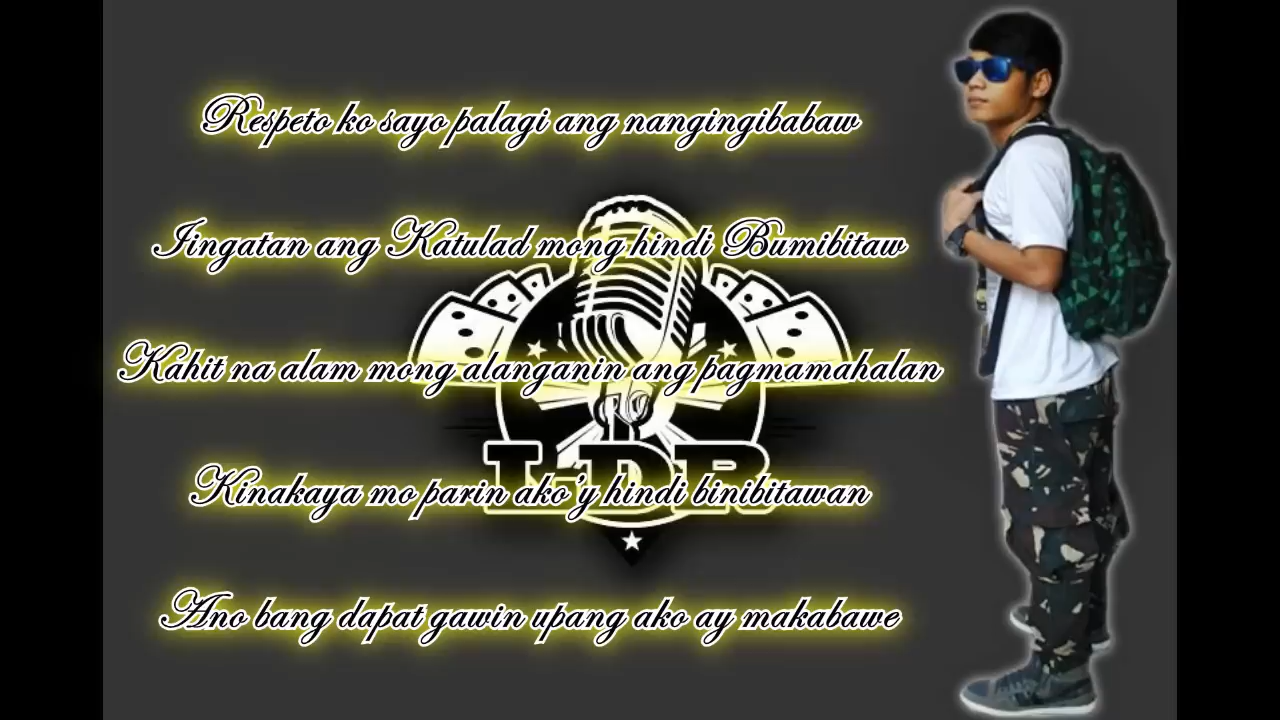 Respeto ko sayo palagi ang nangingibabaw
Iingatan ang Katulad mong hindi Bumibitaw
Kahit na alam mong alanganin ang pagmamahalan
Kinakaya mo parin ako'y hindi binibitawan
LDR
Ano bang dapat gawin upang ako ay makabawe